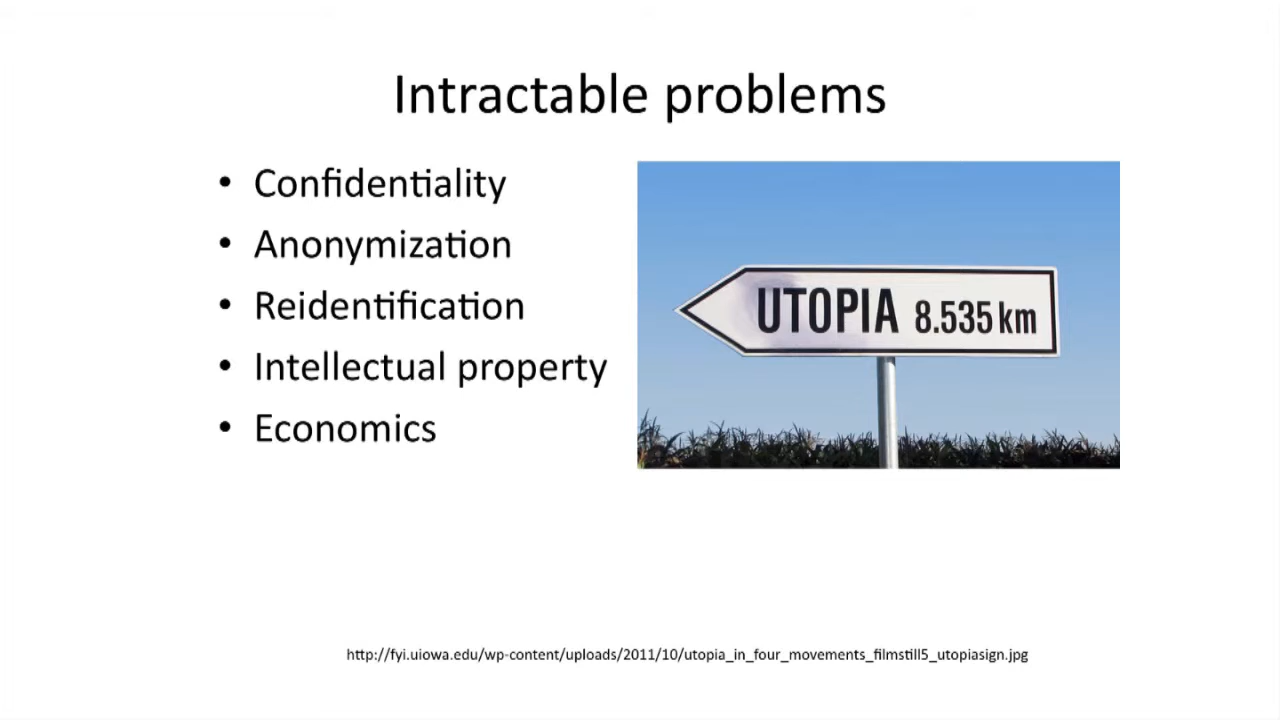 Intractable problems
• Confidentiality
• Anonymization
• Reidentification
• Intellectual property
• Economics
UTOPIA 8.535 km
http://fyi.uiowa.edu/wp-content/uploads/2011/10/utopia_in_four_movements_filmstill5_utopiasign.jpg